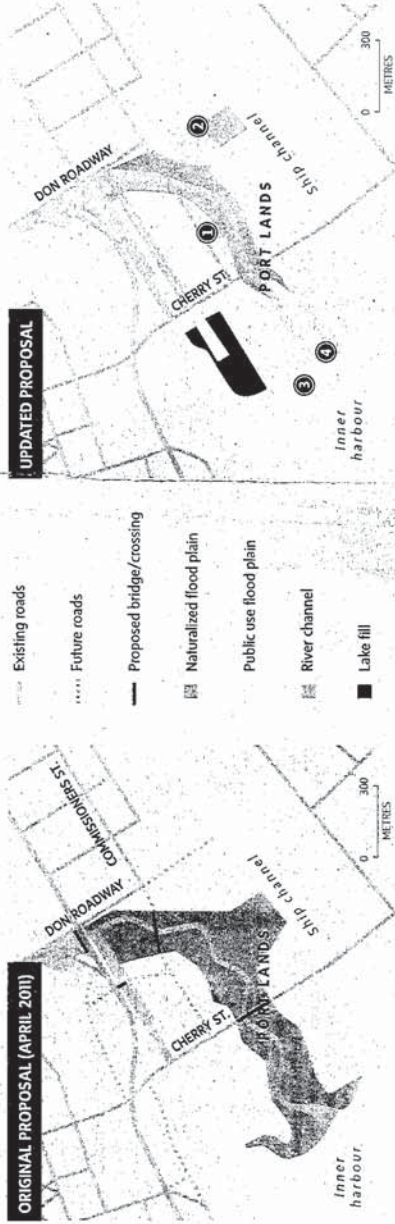 ORIGINAL PROPOSAL (APRIL 2011)
COMMISSIONERS ST.
DON ROADWAY
CHERRY ST.
PORT LANDS
Ship channel
Inner
harbour
0 300
METRES
Existing roads
Future roads
Proposed bridge/crossing
Naturalized flood plain
Public use flood plain
River channel
Lake fill
UPDATED PROPOSAL
DON ROADWAY
CHERRY ST.
PORT LANDS
Ship channel
1
2
3
4
Inner
harbour
0 300
METRES